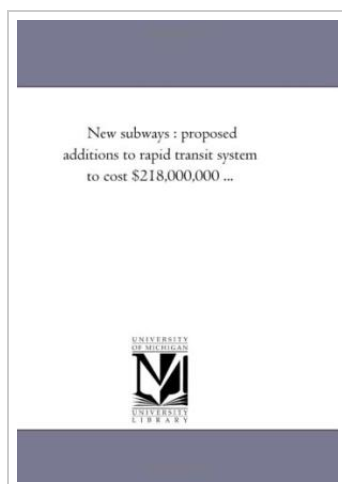 New subways : proposed
additions to rapid transit system
to cost $218,000,000 ...
UNIVERSITY
OF MICHIGAN
UNIVERSITY
LIBRARY